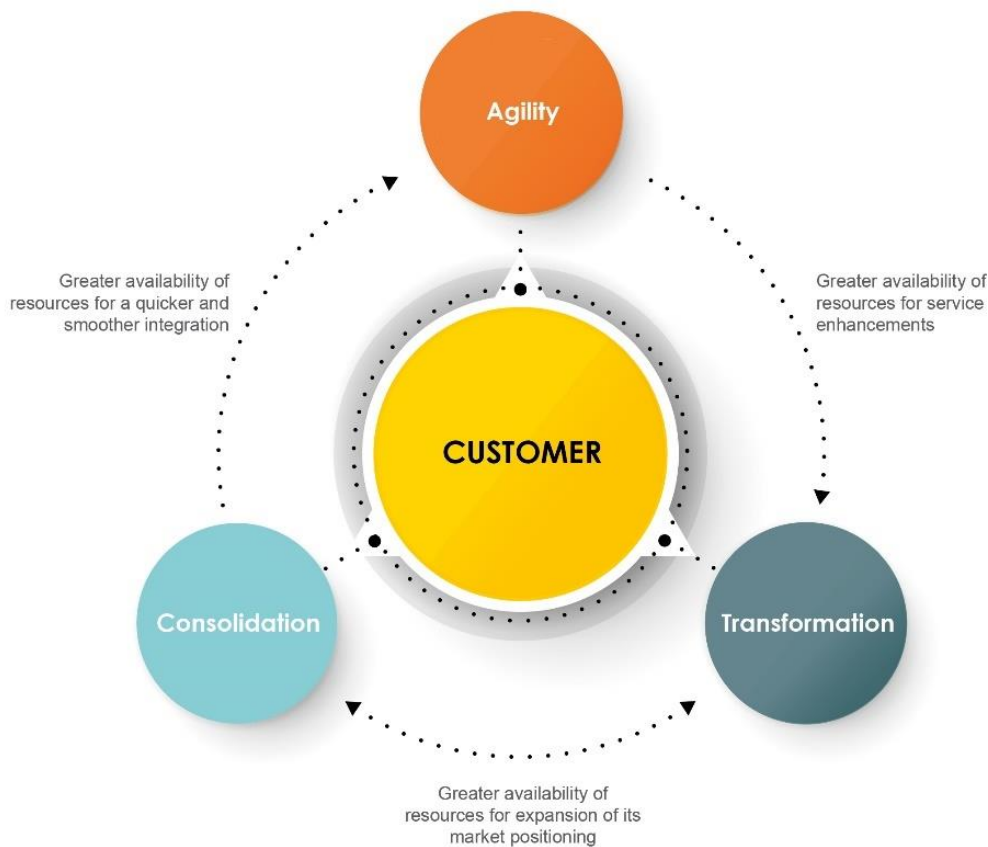 Agility
Greater availability of
resources for a quicker and
smoother integration
Greater availability of
resources for service
enhancements
CUSTOMER
Consolidation
Transformation
Greater availability of
resources for expansion of its
market positioning